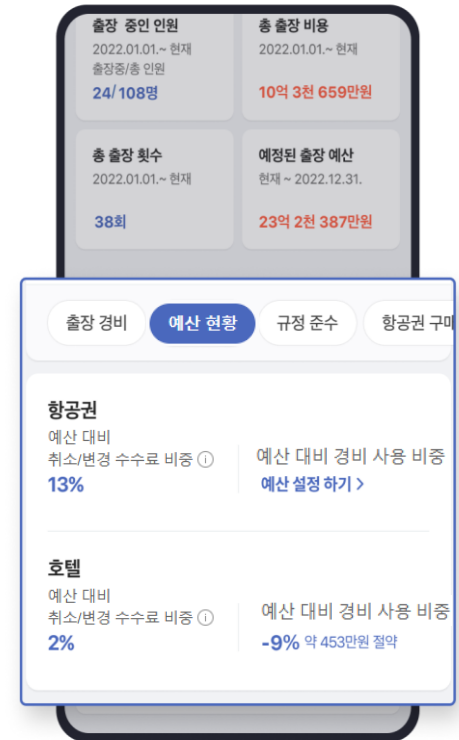 출장 중인 인원
2022.01.01.~ 현재
출장중/총 인원
24/108명
총 출장 비용
2022.01.01.~ 현재
10억 3천 659만원
총 출장 횟수
2022.01.01.~ 현재
38회
예정된 출장 예산
현재 ~ 2022.12.31.
23억 2천 387만원
출장 경비
예산 현황
규정 준수
항공권 구매
항공권
예산 대비
취소/변경 수수료 비중
13%
예산 대비 경비 사용 비중
예산 설정 하기 >
호텔
예산 대비
취소/변경 수수료 비중
2%
예산 대비 경비 사용 비중
-9% 약 453만원 절약